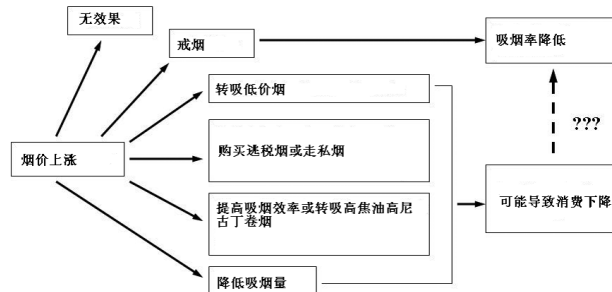 无效果
戒烟
吸烟率降低
转吸低价烟
???
烟价上涨
购买逃税烟或走私烟
提高吸烟效率或转吸高焦油高尼
古丁卷烟
可能导致消费下降
降低吸烟量